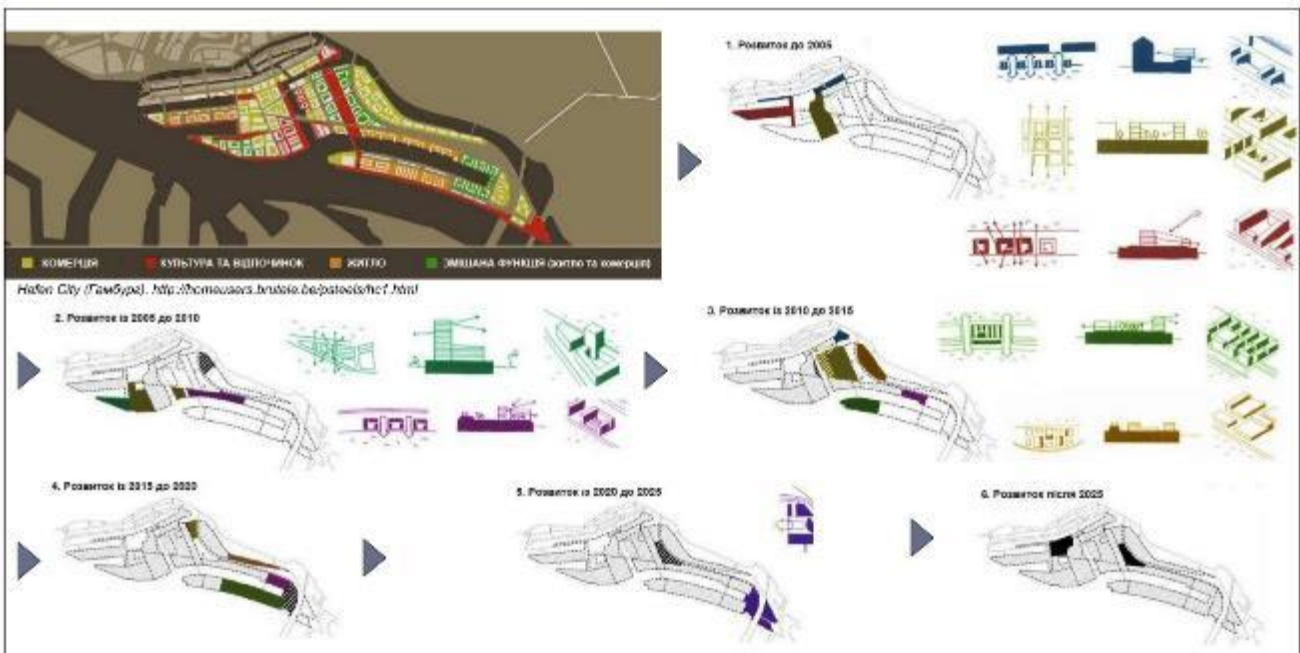 1. Розвиток до 2005
КОМЕРЦІЯ
КУЛЬТУРА ТА ВІДПОЧИНОК
ЖИТЛО
ЗМІШАНА ФУНКЦІЯ (житло та комерція)
Hafen City (Гамбург). http://homeusers.brutele.be/psteels/hc1.html
2. Розвиток із 2005 до 2010
3. Розвиток із 2010 до 2015
4. Розвиток із 2015 до 2020
5. Розвиток із 2020 до 2025
6. Розвиток після 2025